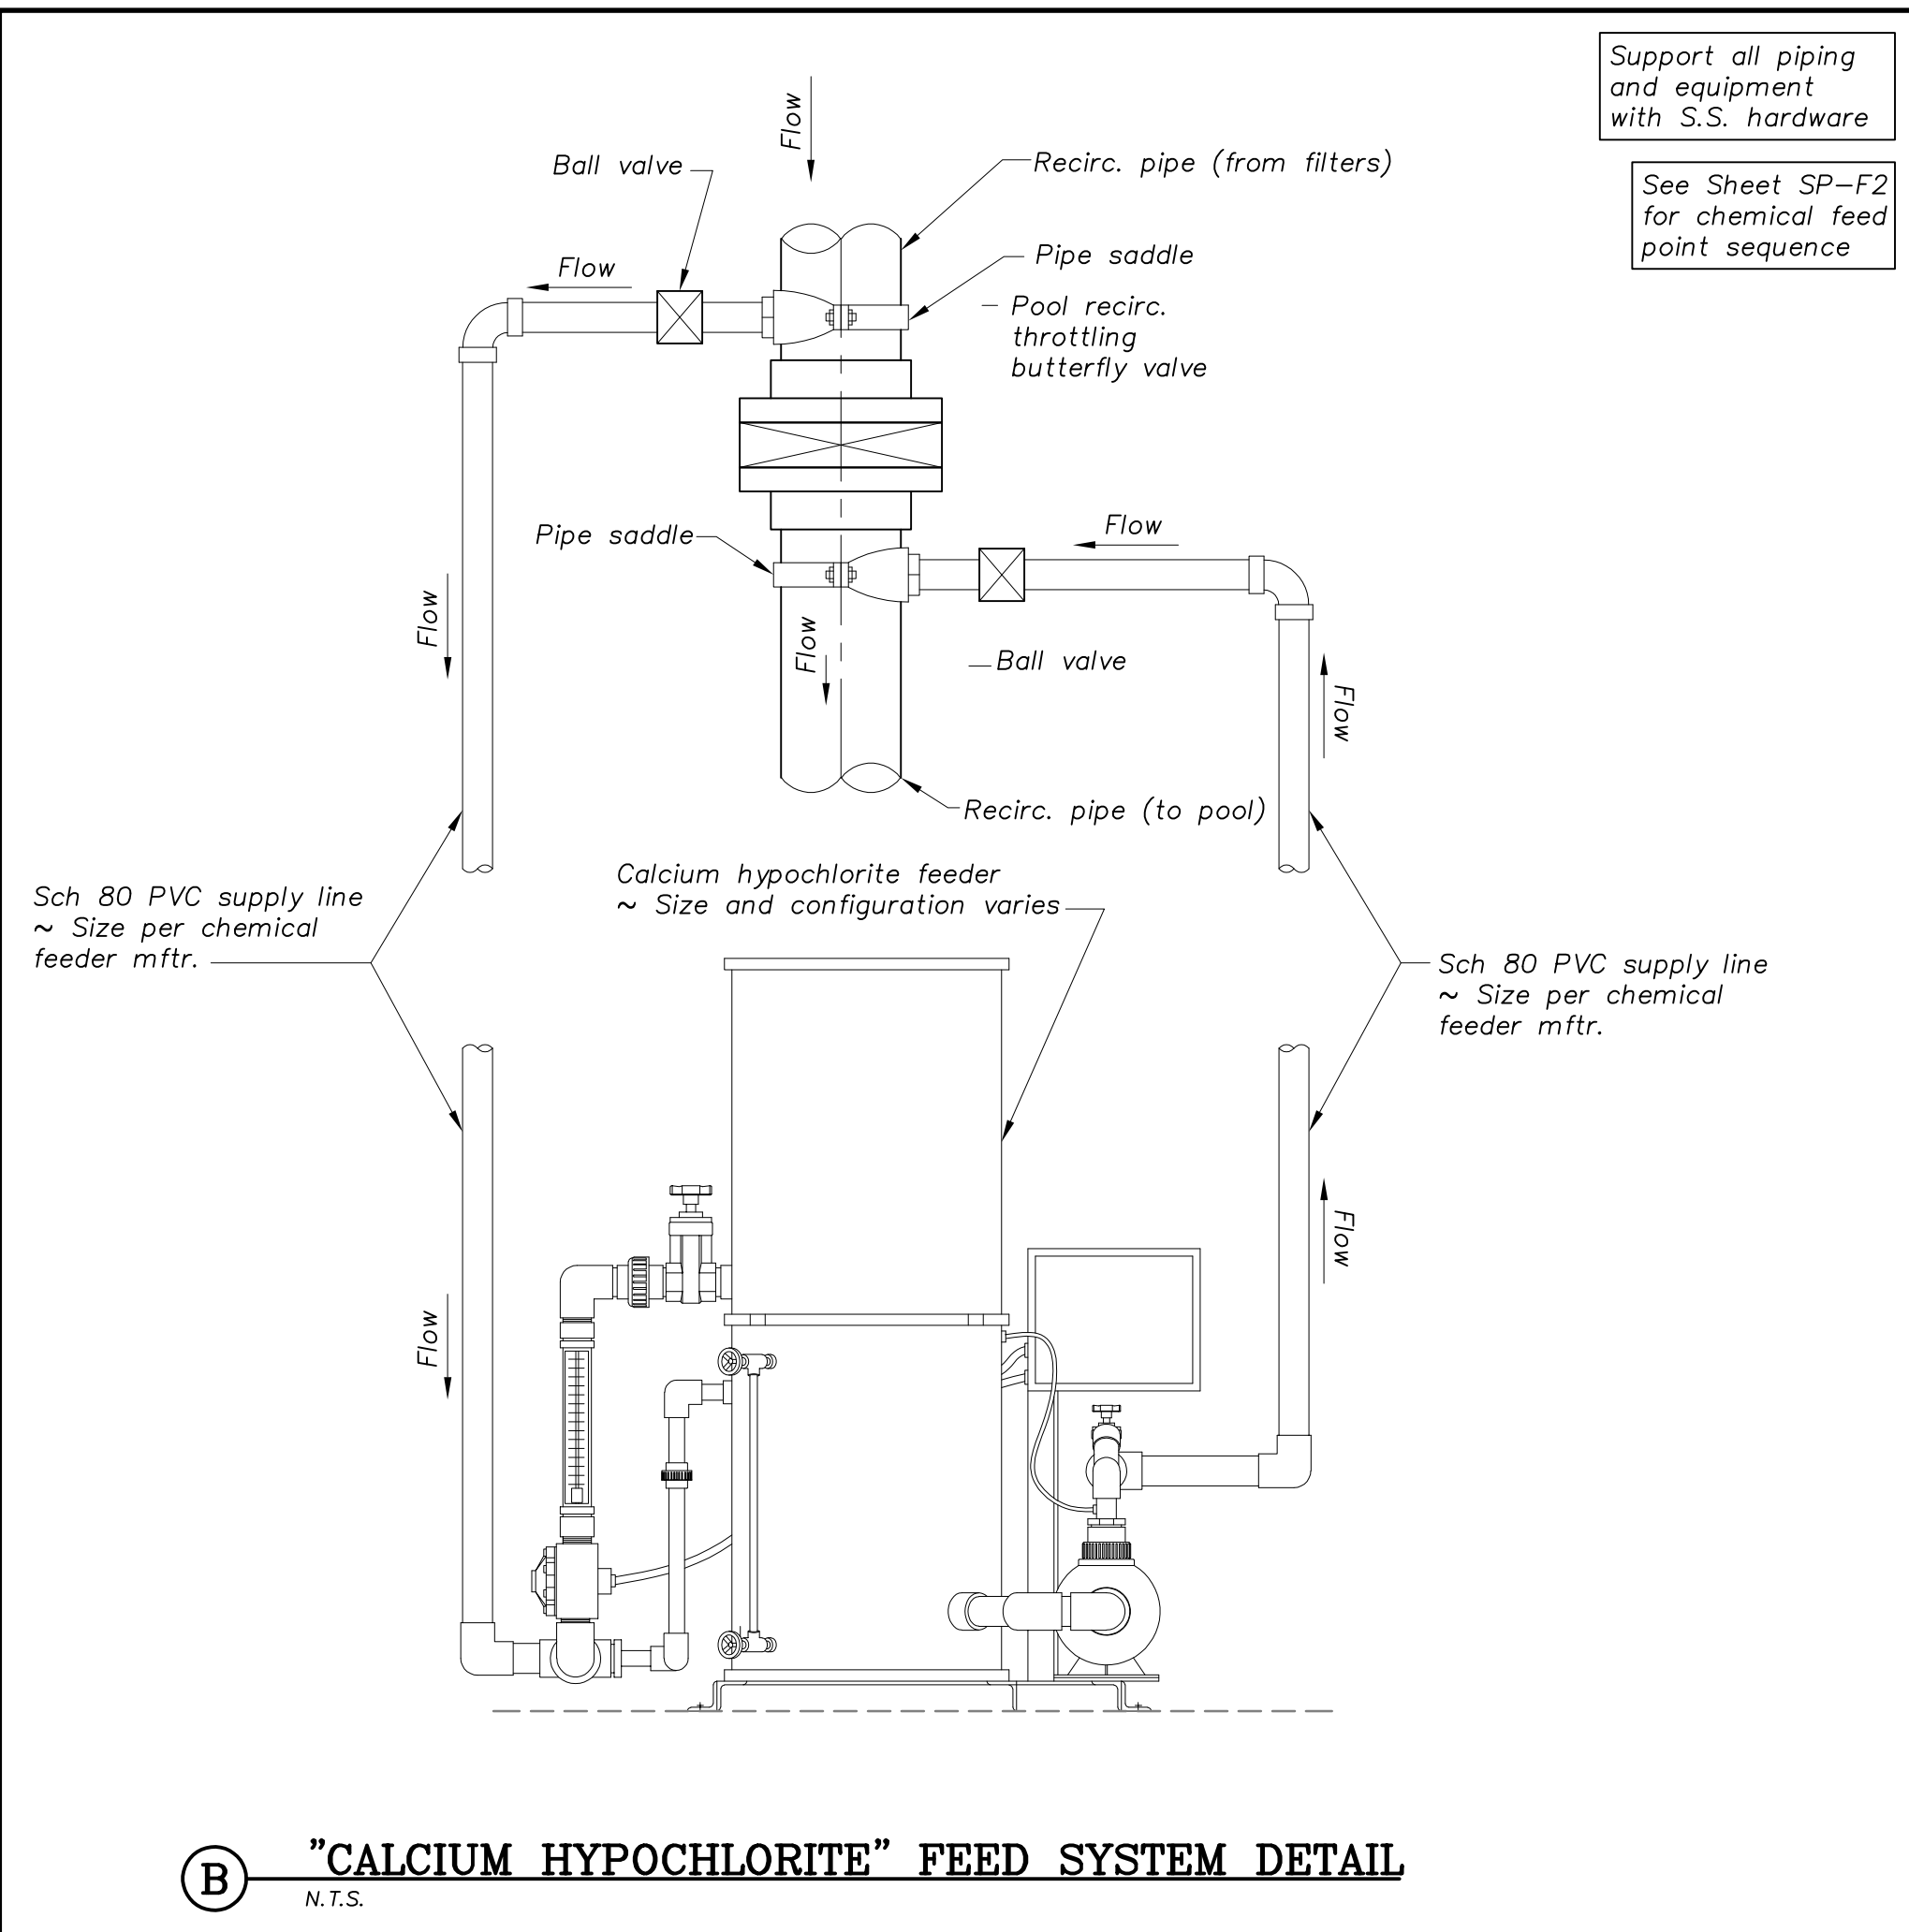 Support all piping
and equipment
with S.S. hardware
See Sheet SP-F2
for chemical feed
point sequence
Flow
Ball valve
Recirc. pipe (from filters)
Flow
Pipe saddle
Pool recirc.
throttling
butterfly valve
Pipe saddle
Flow
Flow
Flow
Ball valve
Flow
Recirc. pipe (to pool)
Sch 80 PVC supply line
~ Size per chemical
feeder mftr.
Calcium hypochlorite feeder
~ Size and configuration varies
Sch 80 PVC supply line
~ Size per chemical
feeder mftr.
Flow
Flow
B
"CALCIUM HYPOCHLORITE" FEED SYSTEM DETAIL
N.T.S.